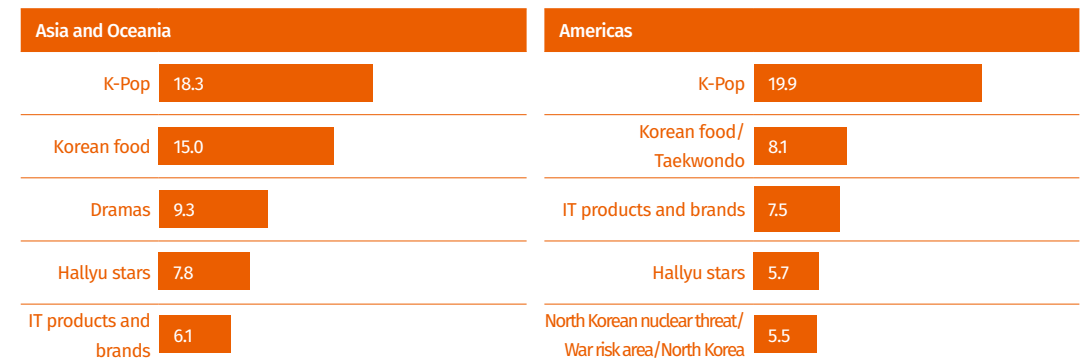 Asia and Oceania
K-Pop 18.3
Korean food 15.0
Dramas 9.3
Hallyu stars 7.8
IT products and
brands 6.1
Americas
K-Pop 19.9
Korean food/
Taekwondo 8.1
IT products and brands 7.5
Hallyu stars 5.7
North Korean nuclear threat/
War risk area/North Korea 5.5